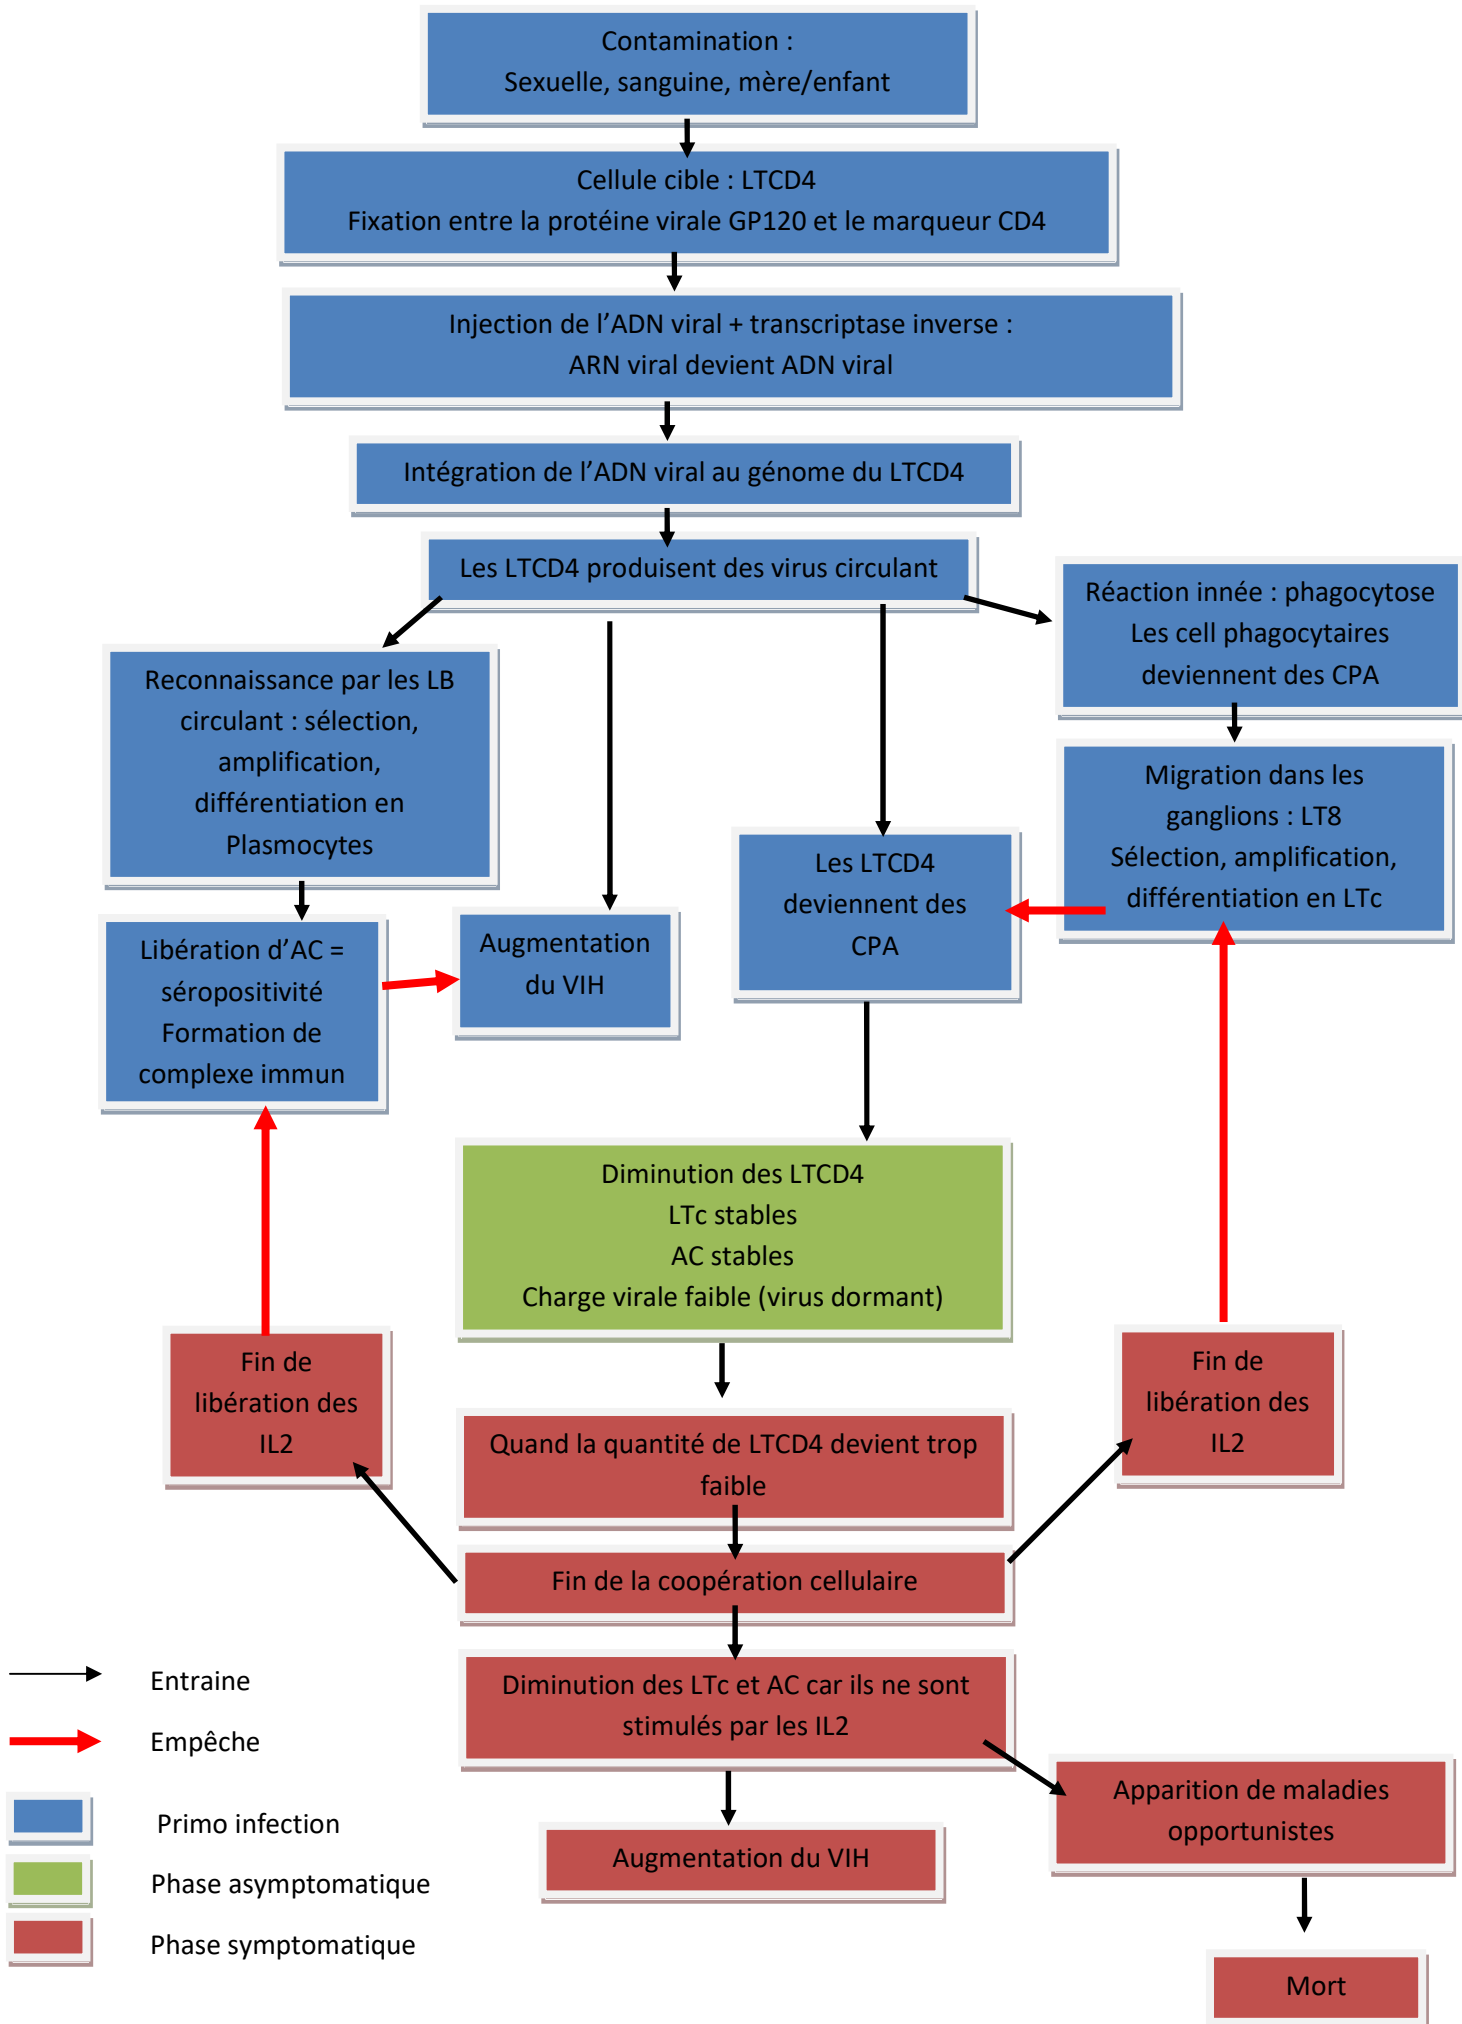 Contamination :
Sexuelle, sanguine, mère/enfant
Cellule cible : LTCD4
Fixation entre la protéine virale GP120 et le marqueur CD4
Injection de l'ADN viral + transcriptase inverse :
ARN viral devient ADN viral
Intégration de l'ADN viral au génome du LTCD4
Les LTCD4 produisent des virus circulant
Réaction innée : phagocytose
Les cell phagocytaires
deviennent des CPA
Reconnaissance par les LB
circulant : sélection,
amplification,
différentiation en
Plasmocytes
Migration dans les
ganglions : LT8
Sélection, amplification,
différentiation en LTc
Les LTCD4
deviennent des
CPA
Libération d'AC =
séropositivité
Formation de
complexe immun
Augmentation
du VIH
Diminution des LTCD4
LTc stables
AC stables
Charge virale faible (virus dormant)
Fin de
libération des
IL2
Fin de
libération des
IL2
Quand la quantité de LTCD4 devient trop
faible
Fin de la coopération cellulaire
Diminution des LTc et AC car ils ne sont
stimulés par les IL2
Apparition de maladies
opportunistes
Augmentation du VIH
Mort
Entraine
Empêche
Primo infection
Phase asymptomatique
Phase symptomatique